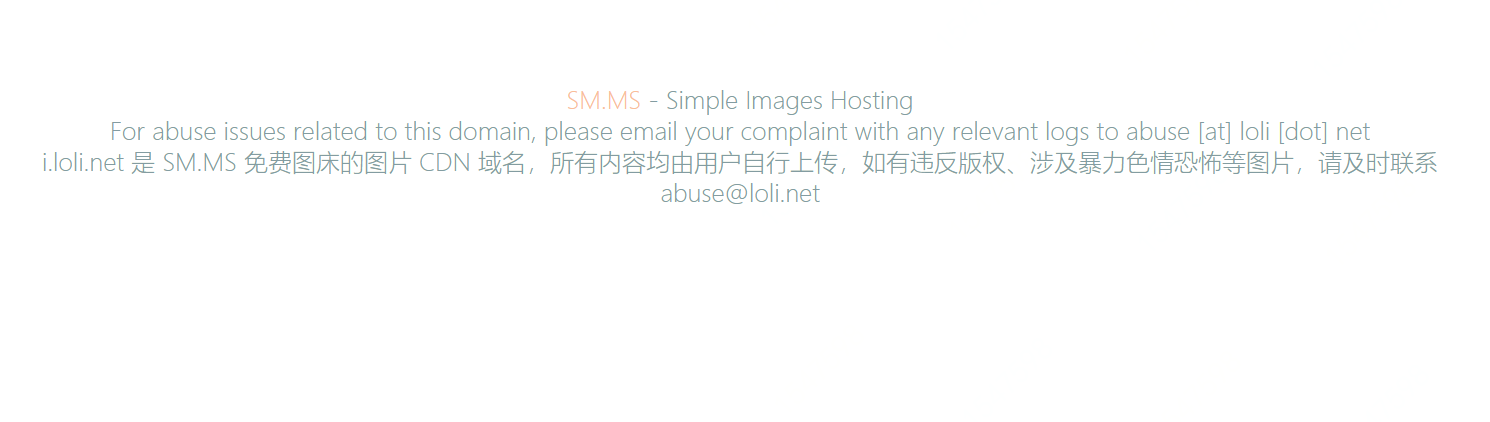 SM.MS - Simple Images Hosting
For abuse issues related to this domain, please email your complaint with any relevant logs to abuse [at] loli [dot] net
i.loli.net 是 SM.MS 免费图床的图片 CDN 域名，所有内容均由用户自行上传，如有违反版权、涉及暴力色情恐怖等图片，请及时联系
abuse@loli.net